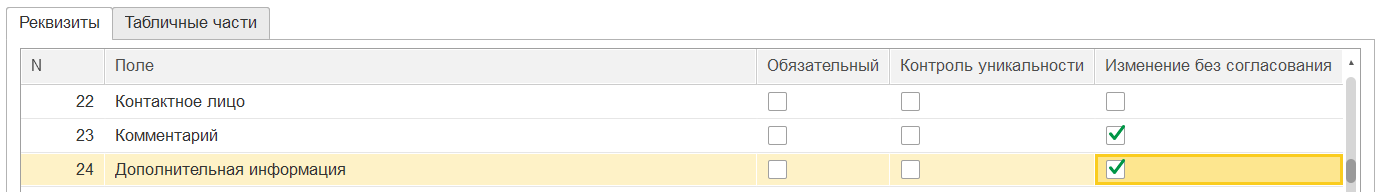 Реквизиты Табличные части
N Поле Обязательный Контроль уникальности Изменение без согласования
22 Контактное лицо
23 Комментарий
24 Дополнительная информация